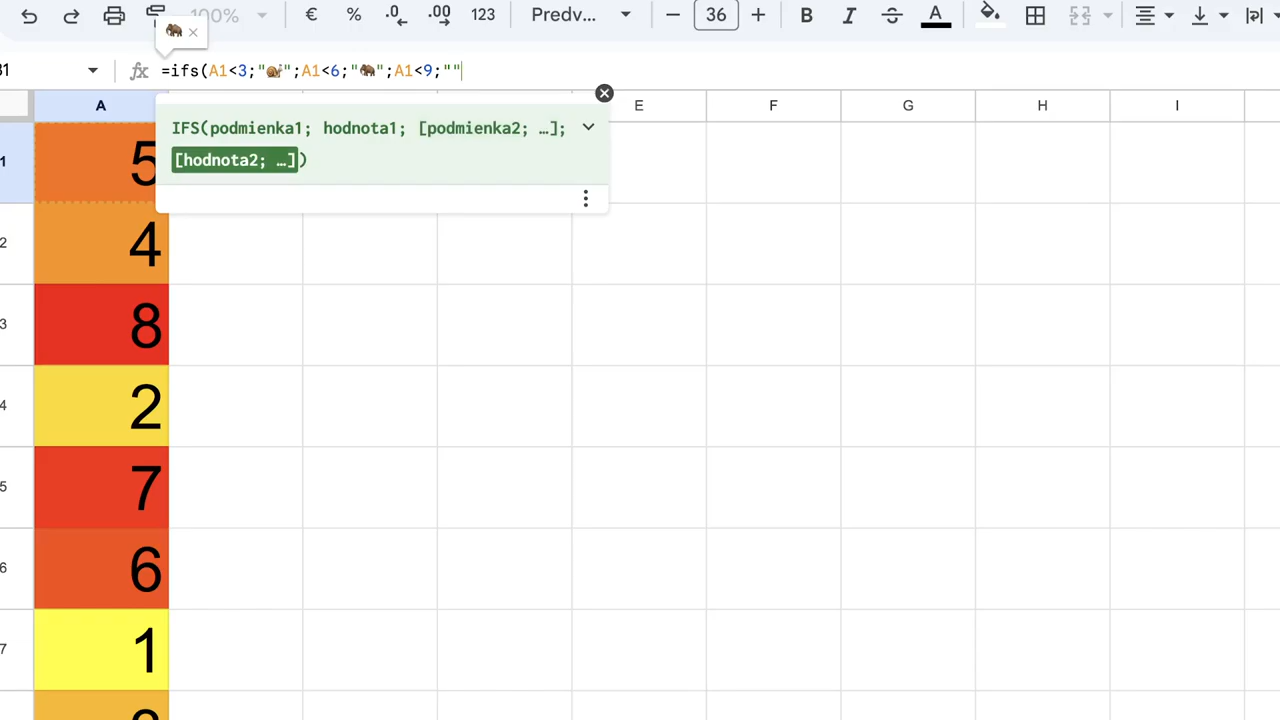 100% € % .0 .00 123 Predv... 36 B I S A
🦣 ×
31 fx =ifs(A1<3;"🐌";A1<6;"🦣";A1<9;""
A E F G H I
IFS(podmienka1; hodnota1; [podmienka2; …];
[hodnota2; …])
1 5
2 4
3 8
4 2
5 7
6 6
7 1